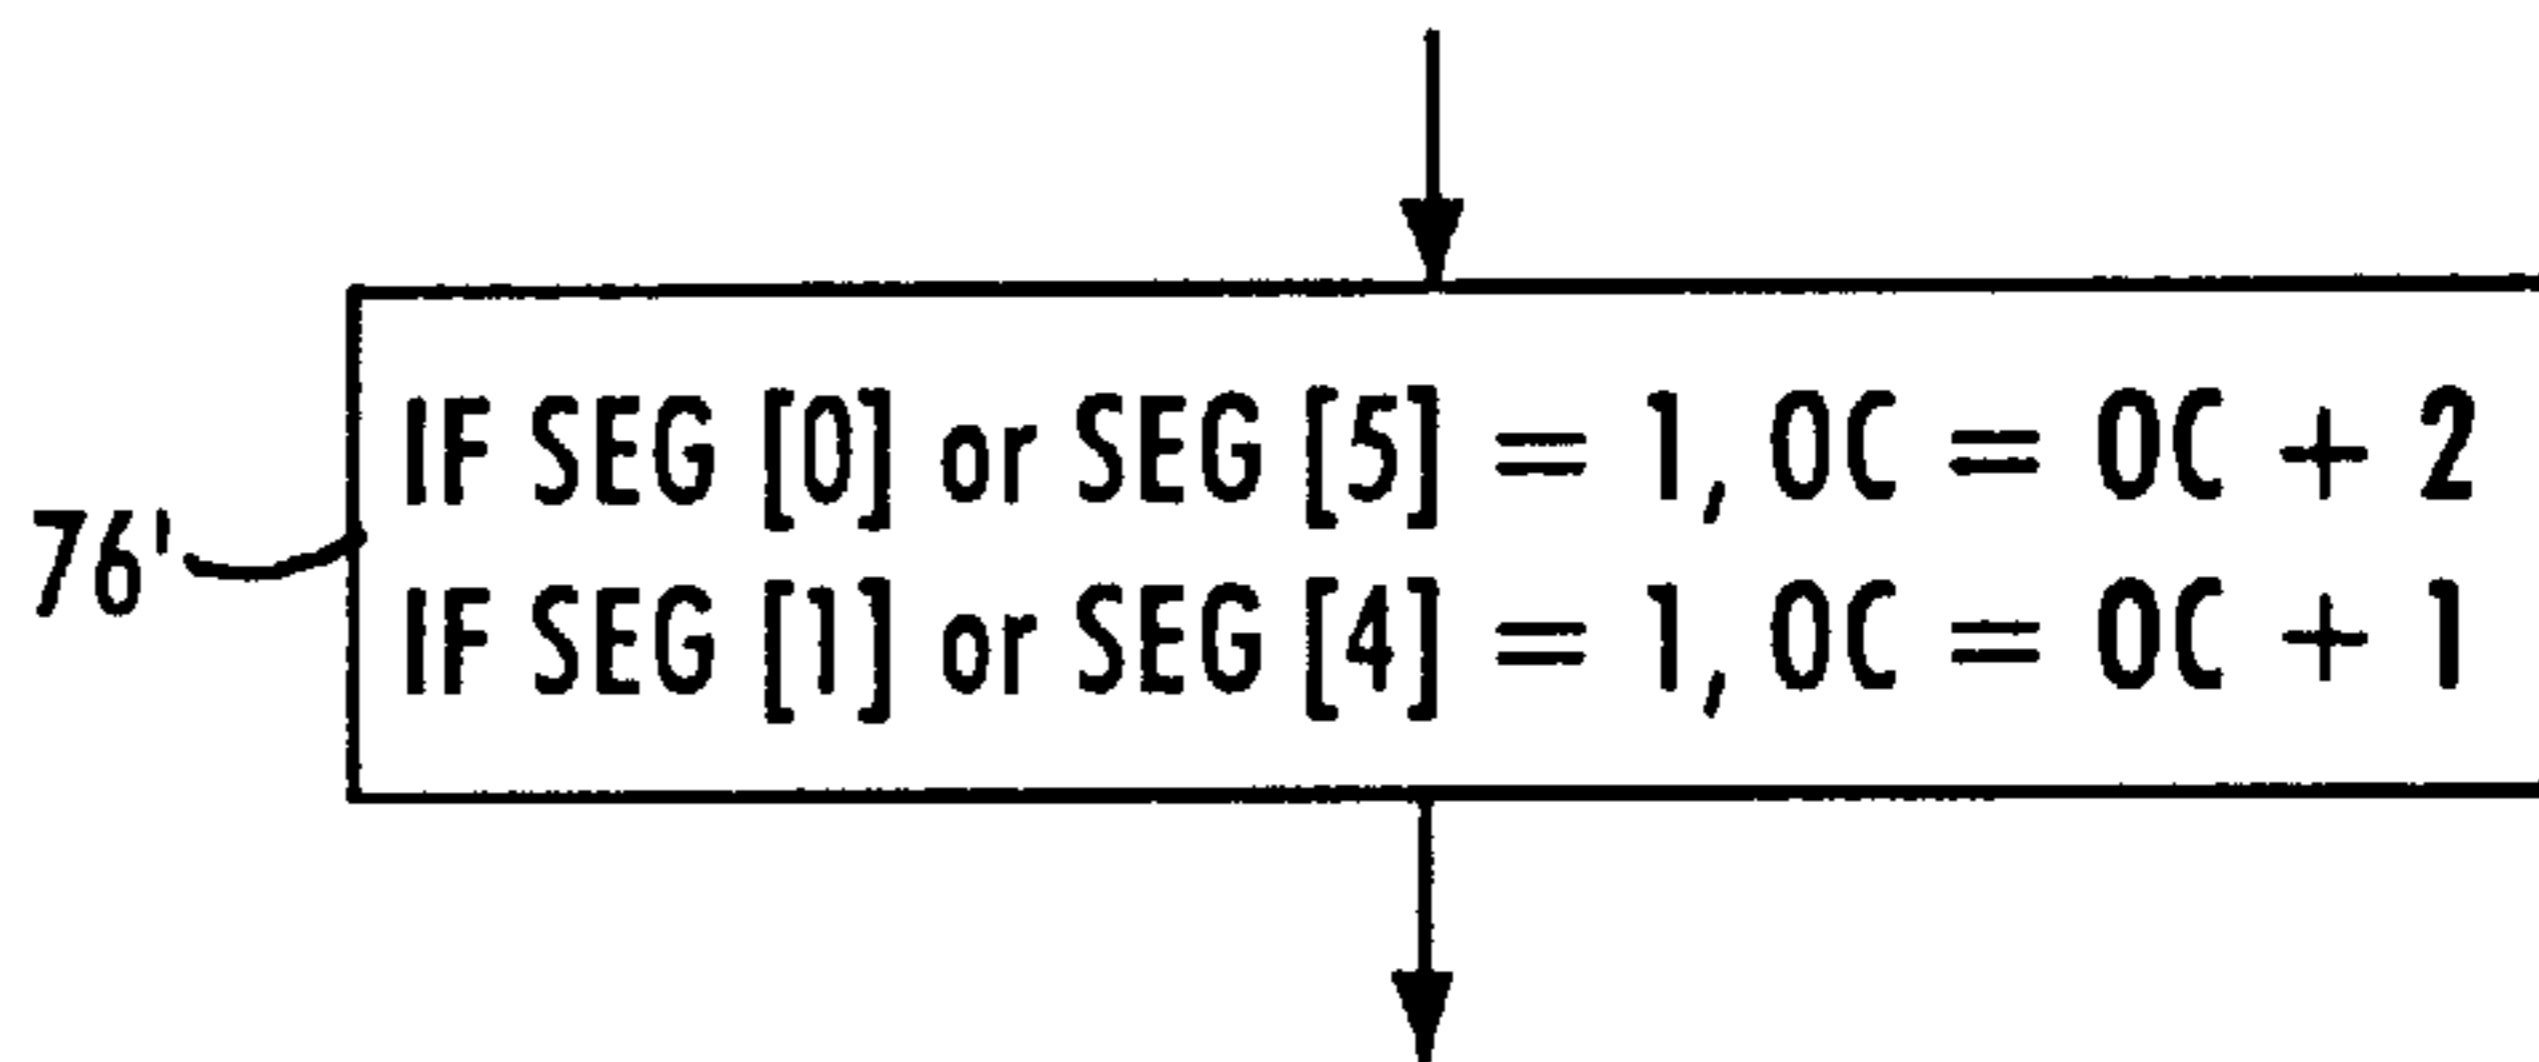 IF SEG [0] or SEG [5] = 1, OC = OC + 2
76'
IF SEG [1] or SEG [4] = 1, OC = OC + 1